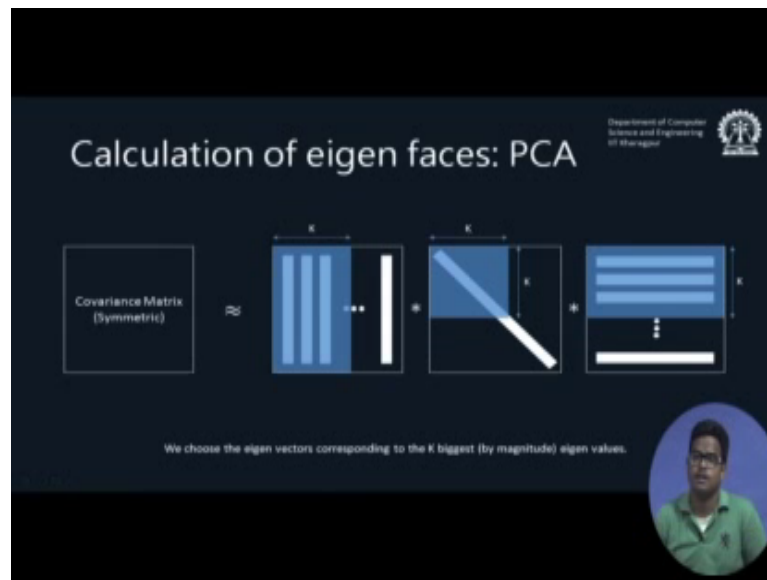 Department of Computer
Science and Engineering
IIT Kharagpur
Calculation of eigen faces: PCA
K
K
K
K
Covariance Matrix
(Symmetric)
≈
*
*
We choose the eigen vectors corresponding to the K biggest (by magnitude) eigen values.